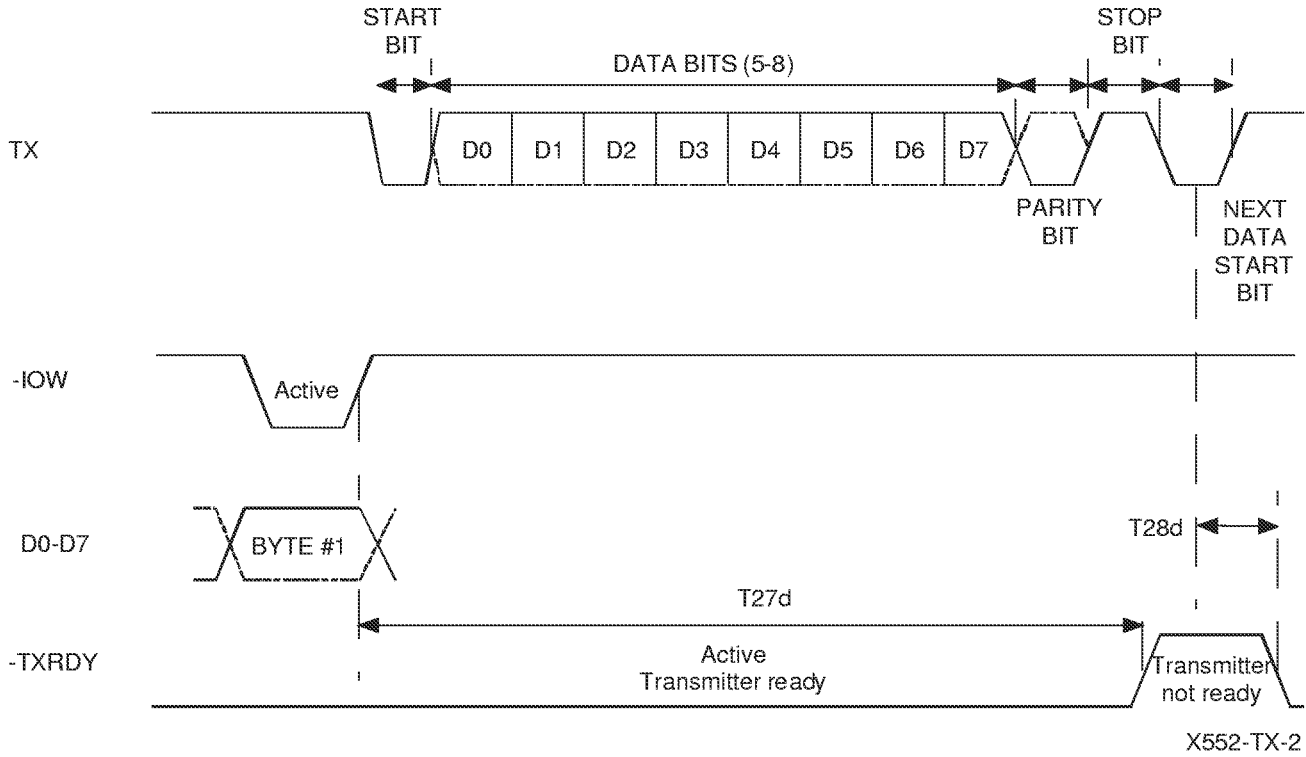 START
BIT
STOP
BIT
DATA BITS (5-8)
TX
D0 D1 D2 D3 D4 D5 D6 D7
PARITY
BIT
NEXT
DATA
START
BIT
-IOW
Active
D0-D7
BYTE #1
T28d
T27d
-TXRDY
Active
Transmitter ready
Transmitter
not ready
X552-TX-2